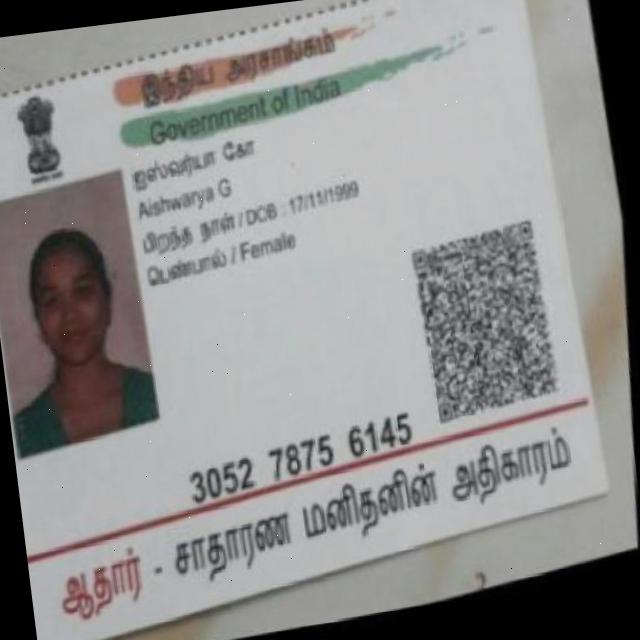 இந்திய அரசாங்கம்
Government of India
ஐஸ்வர்யா கோ
Aishwarya G
பிறந்த நாள் / DOB : 17/11/1999
பெண்பால் / Female
3052 7875 6145
ஆதார் - சாதாரண மனிதனின் அதிகாரம்